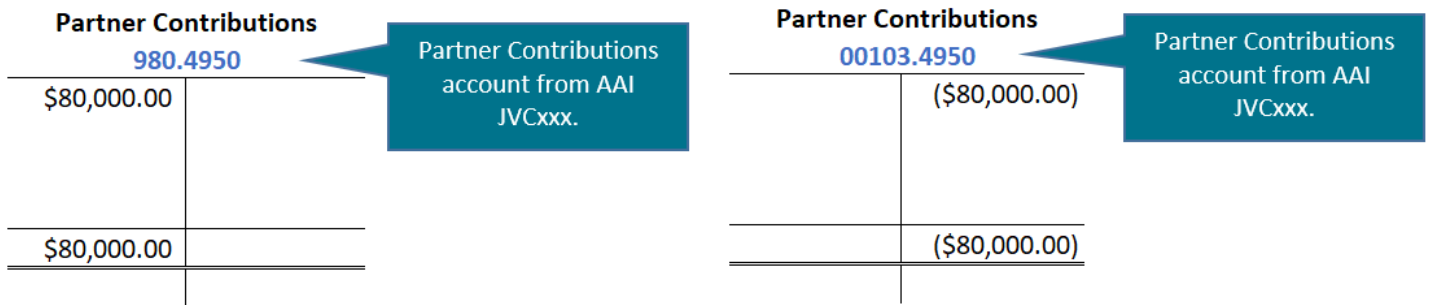 Partner Contributions
980.4950
$80,000.00
$80,000.00
Partner Contributions
account from AAI
JVCxxx.
Partner Contributions
00103.4950
($80,000.00)
($80,000.00)
Partner Contributions
account from AAI
JVCxxx.